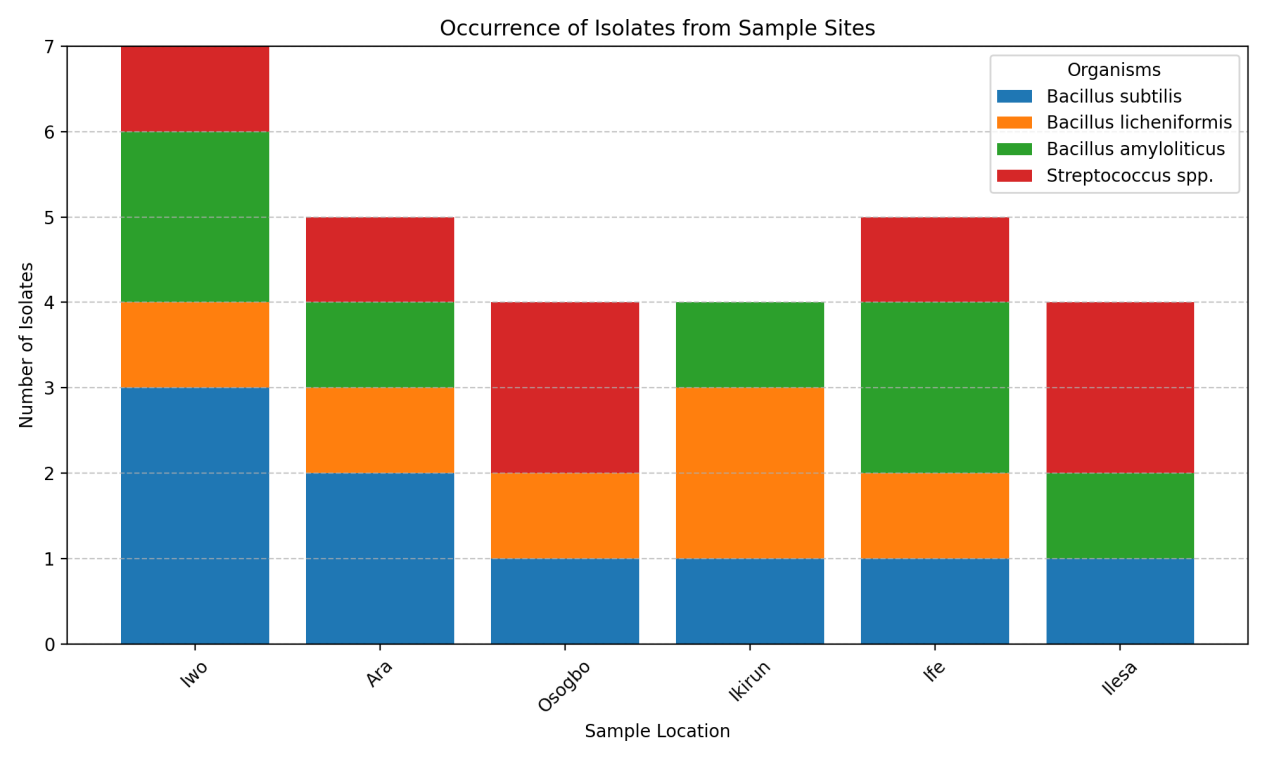 Occurrence of Isolates from Sample Sites
Number of Isolates
7
6
5
4
3
2
1
0
Organisms
Bacillus subtilis
Bacillus licheniformis
Bacillus amyloliticus
Streptococcus spp.
Iwo
Ara
Osogbo
Ikirun
Ife
Ilesa
Sample Location